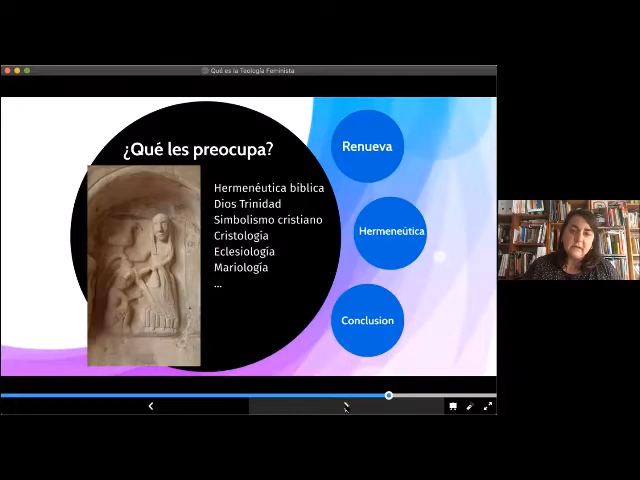 Qué es la Teología Feminista
¿Qué les preocupa?
Hermenéutica bíblica
Dios Trinidad
Simbolismo cristiano
Cristología
Eclesiología
Mariología
...
Renueva
Hermeneútica
Conclusion